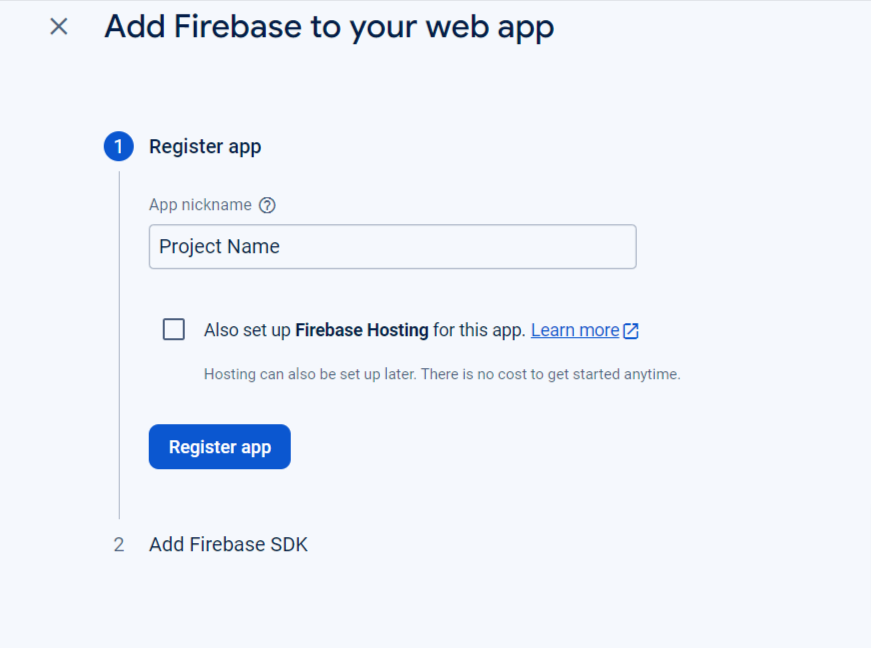 Add Firebase to your web app
1 Register app
App nickname
Project Name
Also set up Firebase Hosting for this app. Learn more
Hosting can also be set up later. There is no cost to get started anytime.
Register app
2 Add Firebase SDK